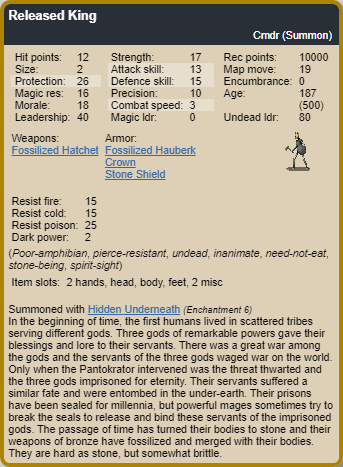 Released King
Cmdr (Summon)
Hit points: 12 Strength: 17 Rec points: 10000
Size: 2 Attack skill: 13 Map move: 19
Protection: 26 Defence skill: 15 Encumbrance: 0
Magic res: 16 Precision: 10 Age: 187
Morale: 18 Combat speed: 3 (500)
Leadership: 40 Magic ldr: 0 Undead ldr: 80
Weapons: Armor:
Fossilized Hatchet Fossilized Hauberk
Crown
Stone Shield
Resist fire: 15
Resist cold: 15
Resist poison: 25
Dark power: 2
(Poor-amphibian, pierce-resistant, undead, inanimate, need-not-eat,
stone-being, spirit-sight)
Item slots: 2 hands, head, body, feet, 2 misc
Summoned with Hidden Underneath (Enchantment 6)
In the beginning of time, the first humans lived in scattered tribes
serving different gods. Three gods of remarkable powers gave their
blessings and lore to their servants. There was a great war among
the gods and the servants of the three gods waged war on the world.
Only when the Pantokrator intervened was the threat thwarted and
the three gods imprisoned for eternity. Their servants suffered a
similar fate and were entombed in the under-earth. Their prisons
have been sealed for millennia, but powerful mages sometimes try to
break the seals to release and bind these servants of the imprisoned
gods. The passage of time has turned their bodies to stone and their
weapons of bronze have fossilized and merged with their bodies.
They are hard as stone, but somewhat brittle.